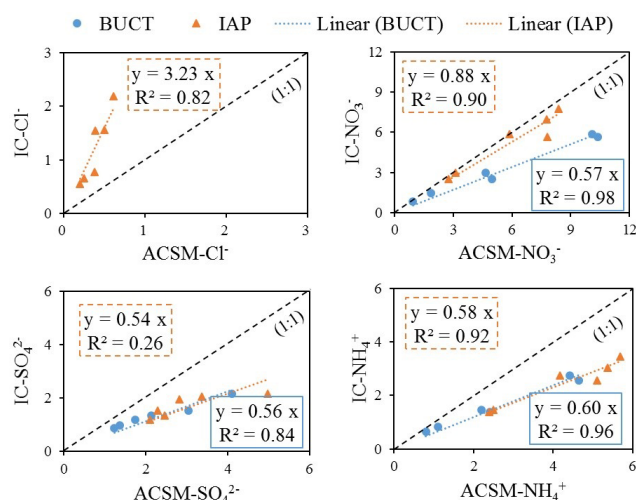 BUCT IAP Linear (BUCT) Linear (IAP)
3
2
1
0
0 1 2 3
IC-Cl⁻
ACSM-Cl⁻
y = 3.23 x
R² = 0.82
(1:1)
12
9
6
3
0
0 3 6 9 12
IC-NO₃⁻
ACSM-NO₃⁻
y = 0.88 x
R² = 0.90
(1:1)
y = 0.57 x
R² = 0.98
6
4
2
0
0 2 4 6
IC-SO₄²⁻
ACSM-SO₄²⁻
y = 0.54 x
R² = 0.26
(1:1)
y = 0.56 x
R² = 0.84
6
4
2
0
0 2 4 6
IC-NH₄⁺
ACSM-NH₄⁺
y = 0.58 x
R² = 0.92
(1:1)
y = 0.60 x
R² = 0.96